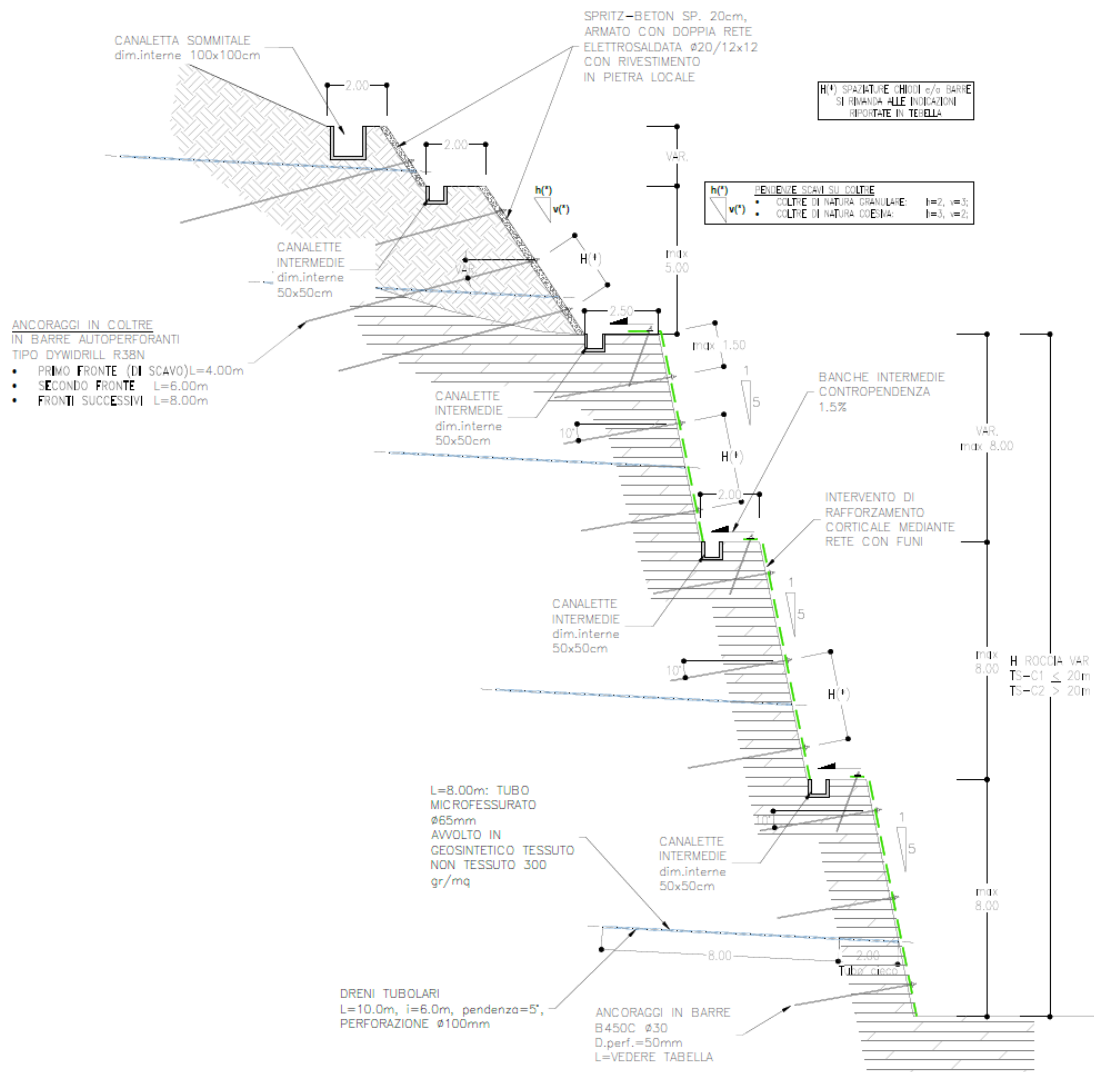 SPRITZ-BETON SP. 20cm,
ARMATO CON DOPPIA RETE
ELETTROSALDATA Ø20/12x12
CON RIVESTIMENTO
IN PIETRA LOCALE
CANALETTA SOMMITALE
dim.interne 100x100cm
2.00
H(*) SPAZIATURE CHIODI e/o BARRE
SI RIMANDA ALLE INDICAZIONI
RIPORTATE IN TEBELLA
2.00
VAR.
h(*)
v(*)
h(*)
v(*)
PENDENZE SCAVI SU COLTRE
• COLTRE DI NATURA GRANULARE: h=2, v=3;
• COLTRE DI NATURA COESIVA: h=3, v=2;
CANALETTE
INTERMEDIE
dim.interne
50x50cm
VAR.
H(*)
max
5.00
2.50
ANCORAGGI IN COLTRE
IN BARRE AUTOPERFORANTI
TIPO DYWIDRILL R38N
• PRIMO FRONTE (DI SCAVO)L=4.00m
• SECONDO FRONTE L=6.00m
• FRONTI SUCCESSIVI L=8.00m
max 1.50
1
5
BANCHE INTERMEDIE
CONTROPENDENZA
1.5%
CANALETTE
INTERMEDIE
dim.interne
50x50cm
10°
H(*)
VAR.
max 8.00
2.00
INTERVENTO DI
RAFFORZAMENTO
CORTICALE MEDIANTE
RETE CON FUNI
1
5
CANALETTE
INTERMEDIE
dim.interne
50x50cm
10°
H(*)
max
8.00
H ROCCIA VAR
TS-C1 ≤ 20m
TS-C2 > 20m
L=8.00m: TUBO
MICROFESSURATO
Ø65mm
AVVOLTO IN
GEOSINTETICO TESSUTO
NON TESSUTO 300
gr/mq
10°
1
5
CANALETTE
INTERMEDIE
dim.interne
50x50cm
max
8.00
8.00
2.00
Tubo cieco
DRENI TUBOLARI
L=10.0m, i=6.0m, pendenza=5°,
PERFORAZIONE Ø100mm
ANCORAGGI IN BARRE
B450C Ø30
D.perf.=50mm
L=VEDERE TABELLA